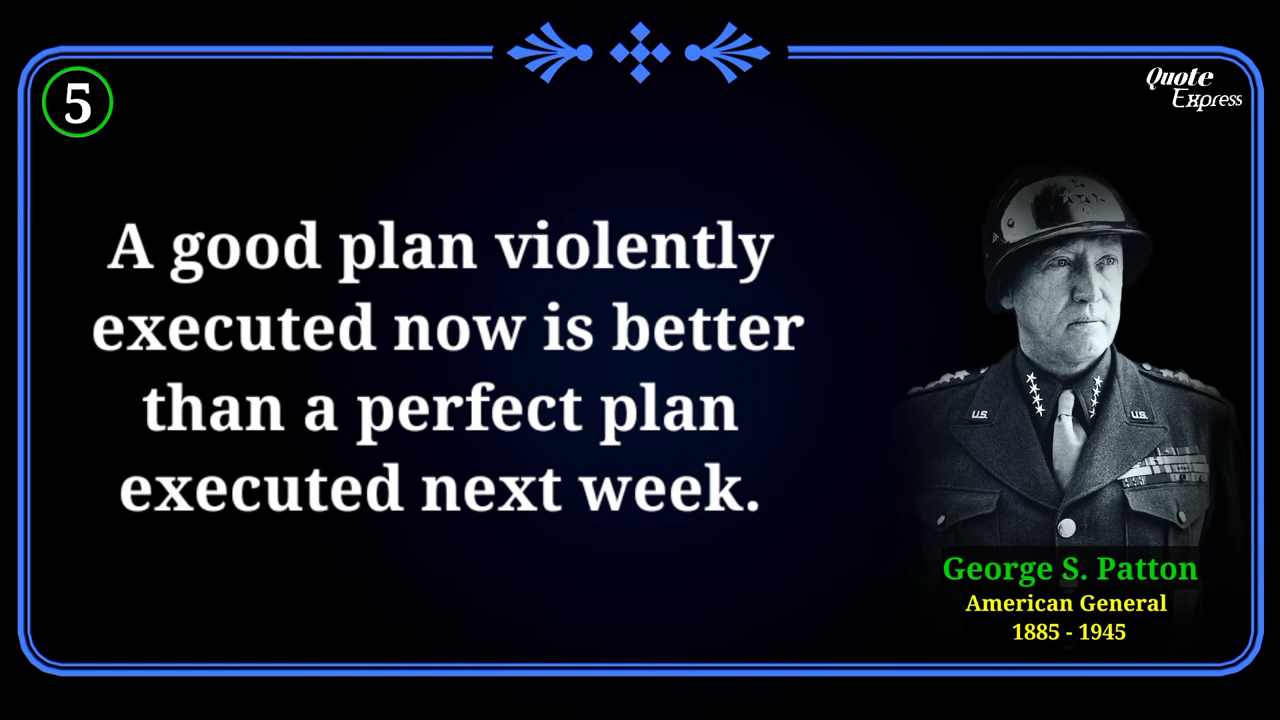 5
Quote
Express
A good plan violently
executed now is better
than a perfect plan
executed next week.
U.S.
U.S.
George S. Patton
American General
1885 - 1945